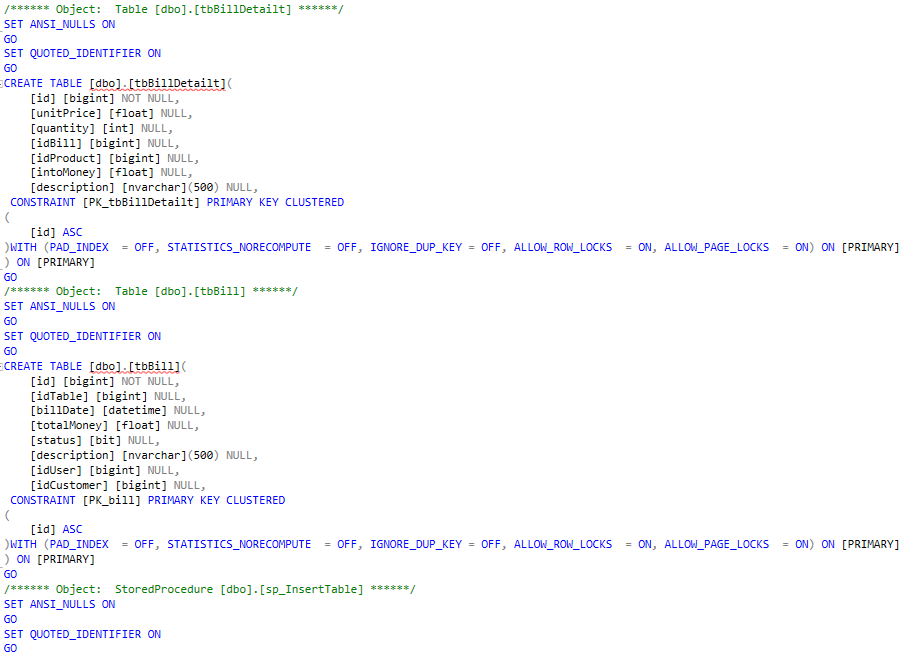 /****** Object:  Table [dbo].[tbBillDetailt] ******/
SET ANSI_NULLS ON
GO
SET QUOTED_IDENTIFIER ON
GO
CREATE TABLE [dbo].[tbBillDetailt](
    [id] [bigint] NOT NULL,
    [unitPrice] [float] NULL,
    [quantity] [int] NULL,
    [idBill] [bigint] NULL,
    [idProduct] [bigint] NULL,
    [intoMoney] [float] NULL,
    [description] [nvarchar](500) NULL,
 CONSTRAINT [PK_tbBillDetailt] PRIMARY KEY CLUSTERED
(
    [id] ASC
)WITH (PAD_INDEX  = OFF, STATISTICS_NORECOMPUTE  = OFF, IGNORE_DUP_KEY = OFF, ALLOW_ROW_LOCKS  = ON, ALLOW_PAGE_LOCKS  = ON) ON [PRIMARY]
) ON [PRIMARY]
GO
/****** Object:  Table [dbo].[tbBill] ******/
SET ANSI_NULLS ON
GO
SET QUOTED_IDENTIFIER ON
GO
CREATE TABLE [dbo].[tbBill](
    [id] [bigint] NOT NULL,
    [idTable] [bigint] NULL,
    [billDate] [datetime] NULL,
    [totalMoney] [float] NULL,
    [status] [bit] NULL,
    [description] [nvarchar](500) NULL,
    [idUser] [bigint] NULL,
    [idCustomer] [bigint] NULL,
 CONSTRAINT [PK_bill] PRIMARY KEY CLUSTERED
(
    [id] ASC
)WITH (PAD_INDEX  = OFF, STATISTICS_NORECOMPUTE  = OFF, IGNORE_DUP_KEY = OFF, ALLOW_ROW_LOCKS  = ON, ALLOW_PAGE_LOCKS  = ON) ON [PRIMARY]
) ON [PRIMARY]
GO
/****** Object:  StoredProcedure [dbo].[sp_InsertTable] ******/
SET ANSI_NULLS ON
GO
SET QUOTED_IDENTIFIER ON
GO